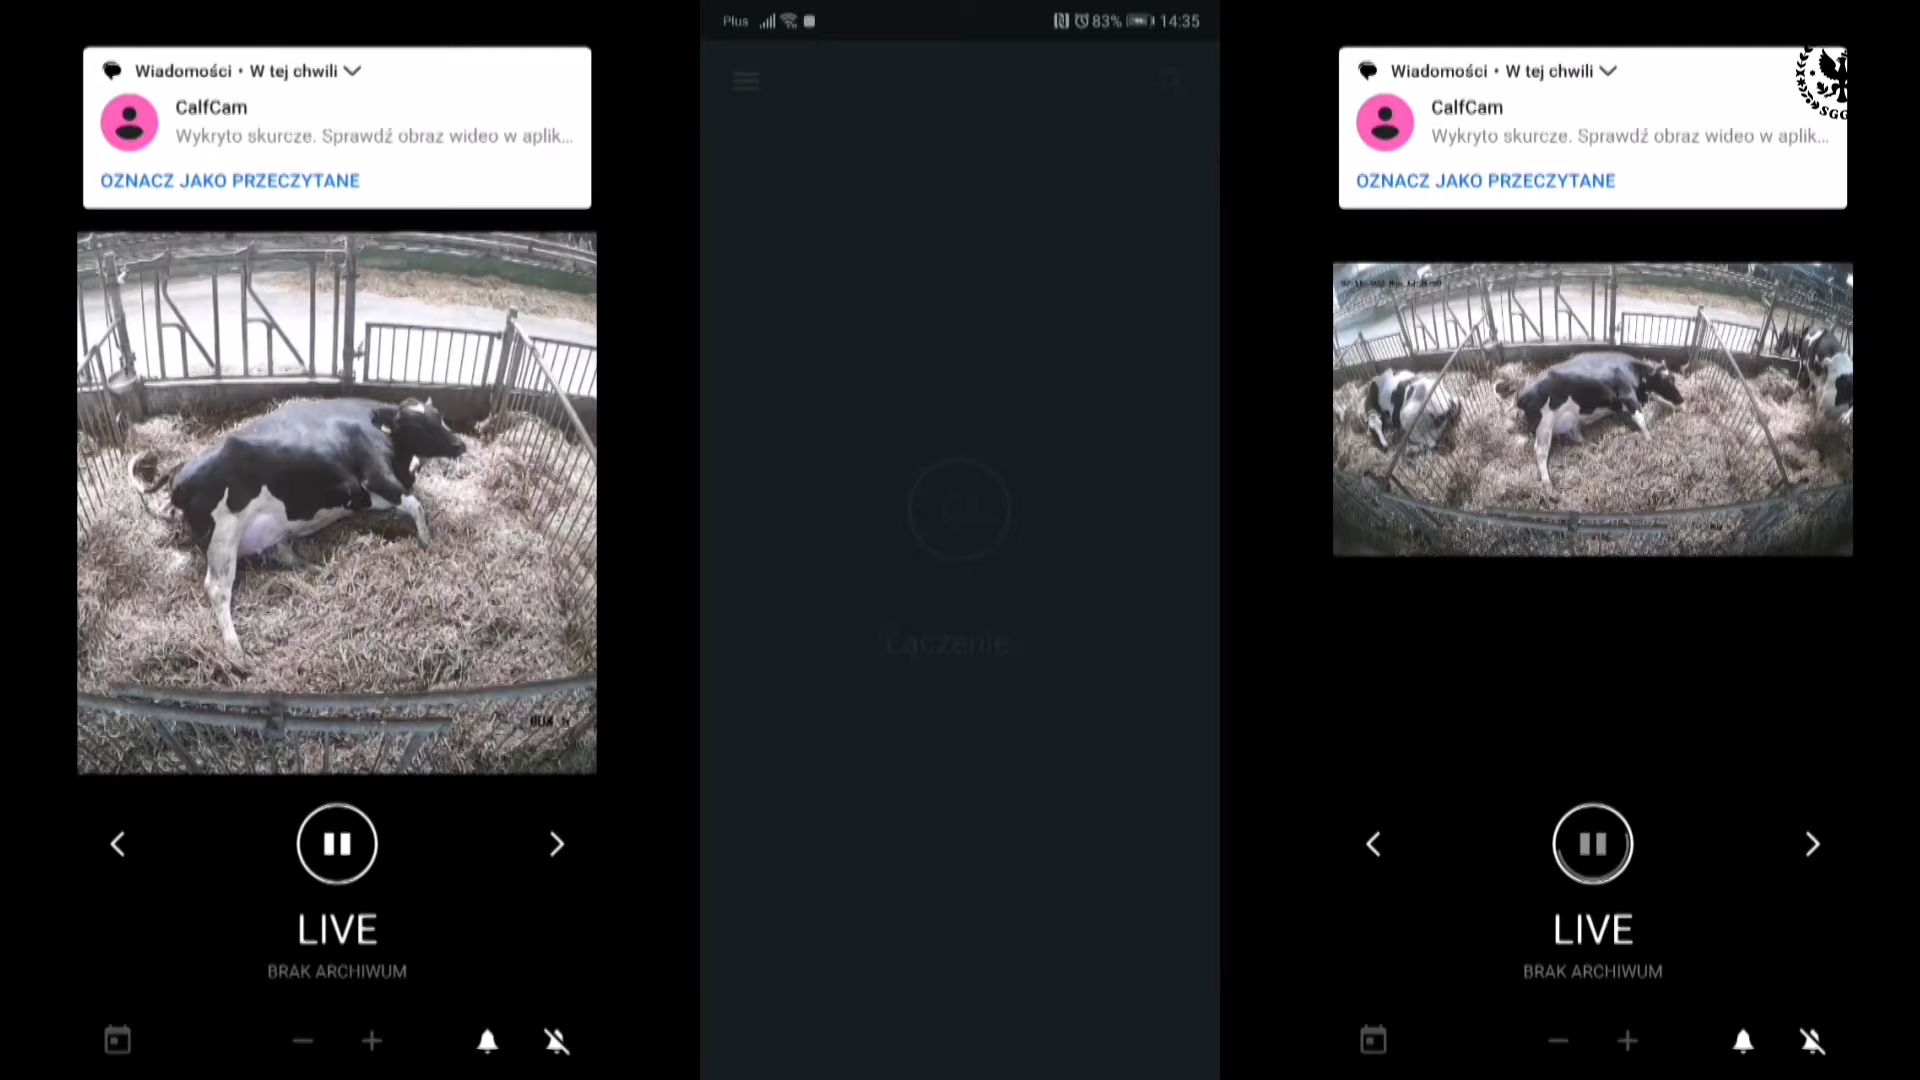 Wiadomości • W tej chwili
CalfCam
Wykryto skurcze. Sprawdź obraz wideo w aplik...
OZNACZ JAKO PRZECZYTANE
LIVE
BRAK ARCHIWUM
Plus
83%
14:35
Łączenie...
Wiadomości • W tej chwili
CalfCam
Wykryto skurcze. Sprawdź obraz wideo w aplik...
OZNACZ JAKO PRZECZYTANE
LIVE
BRAK ARCHIWUM